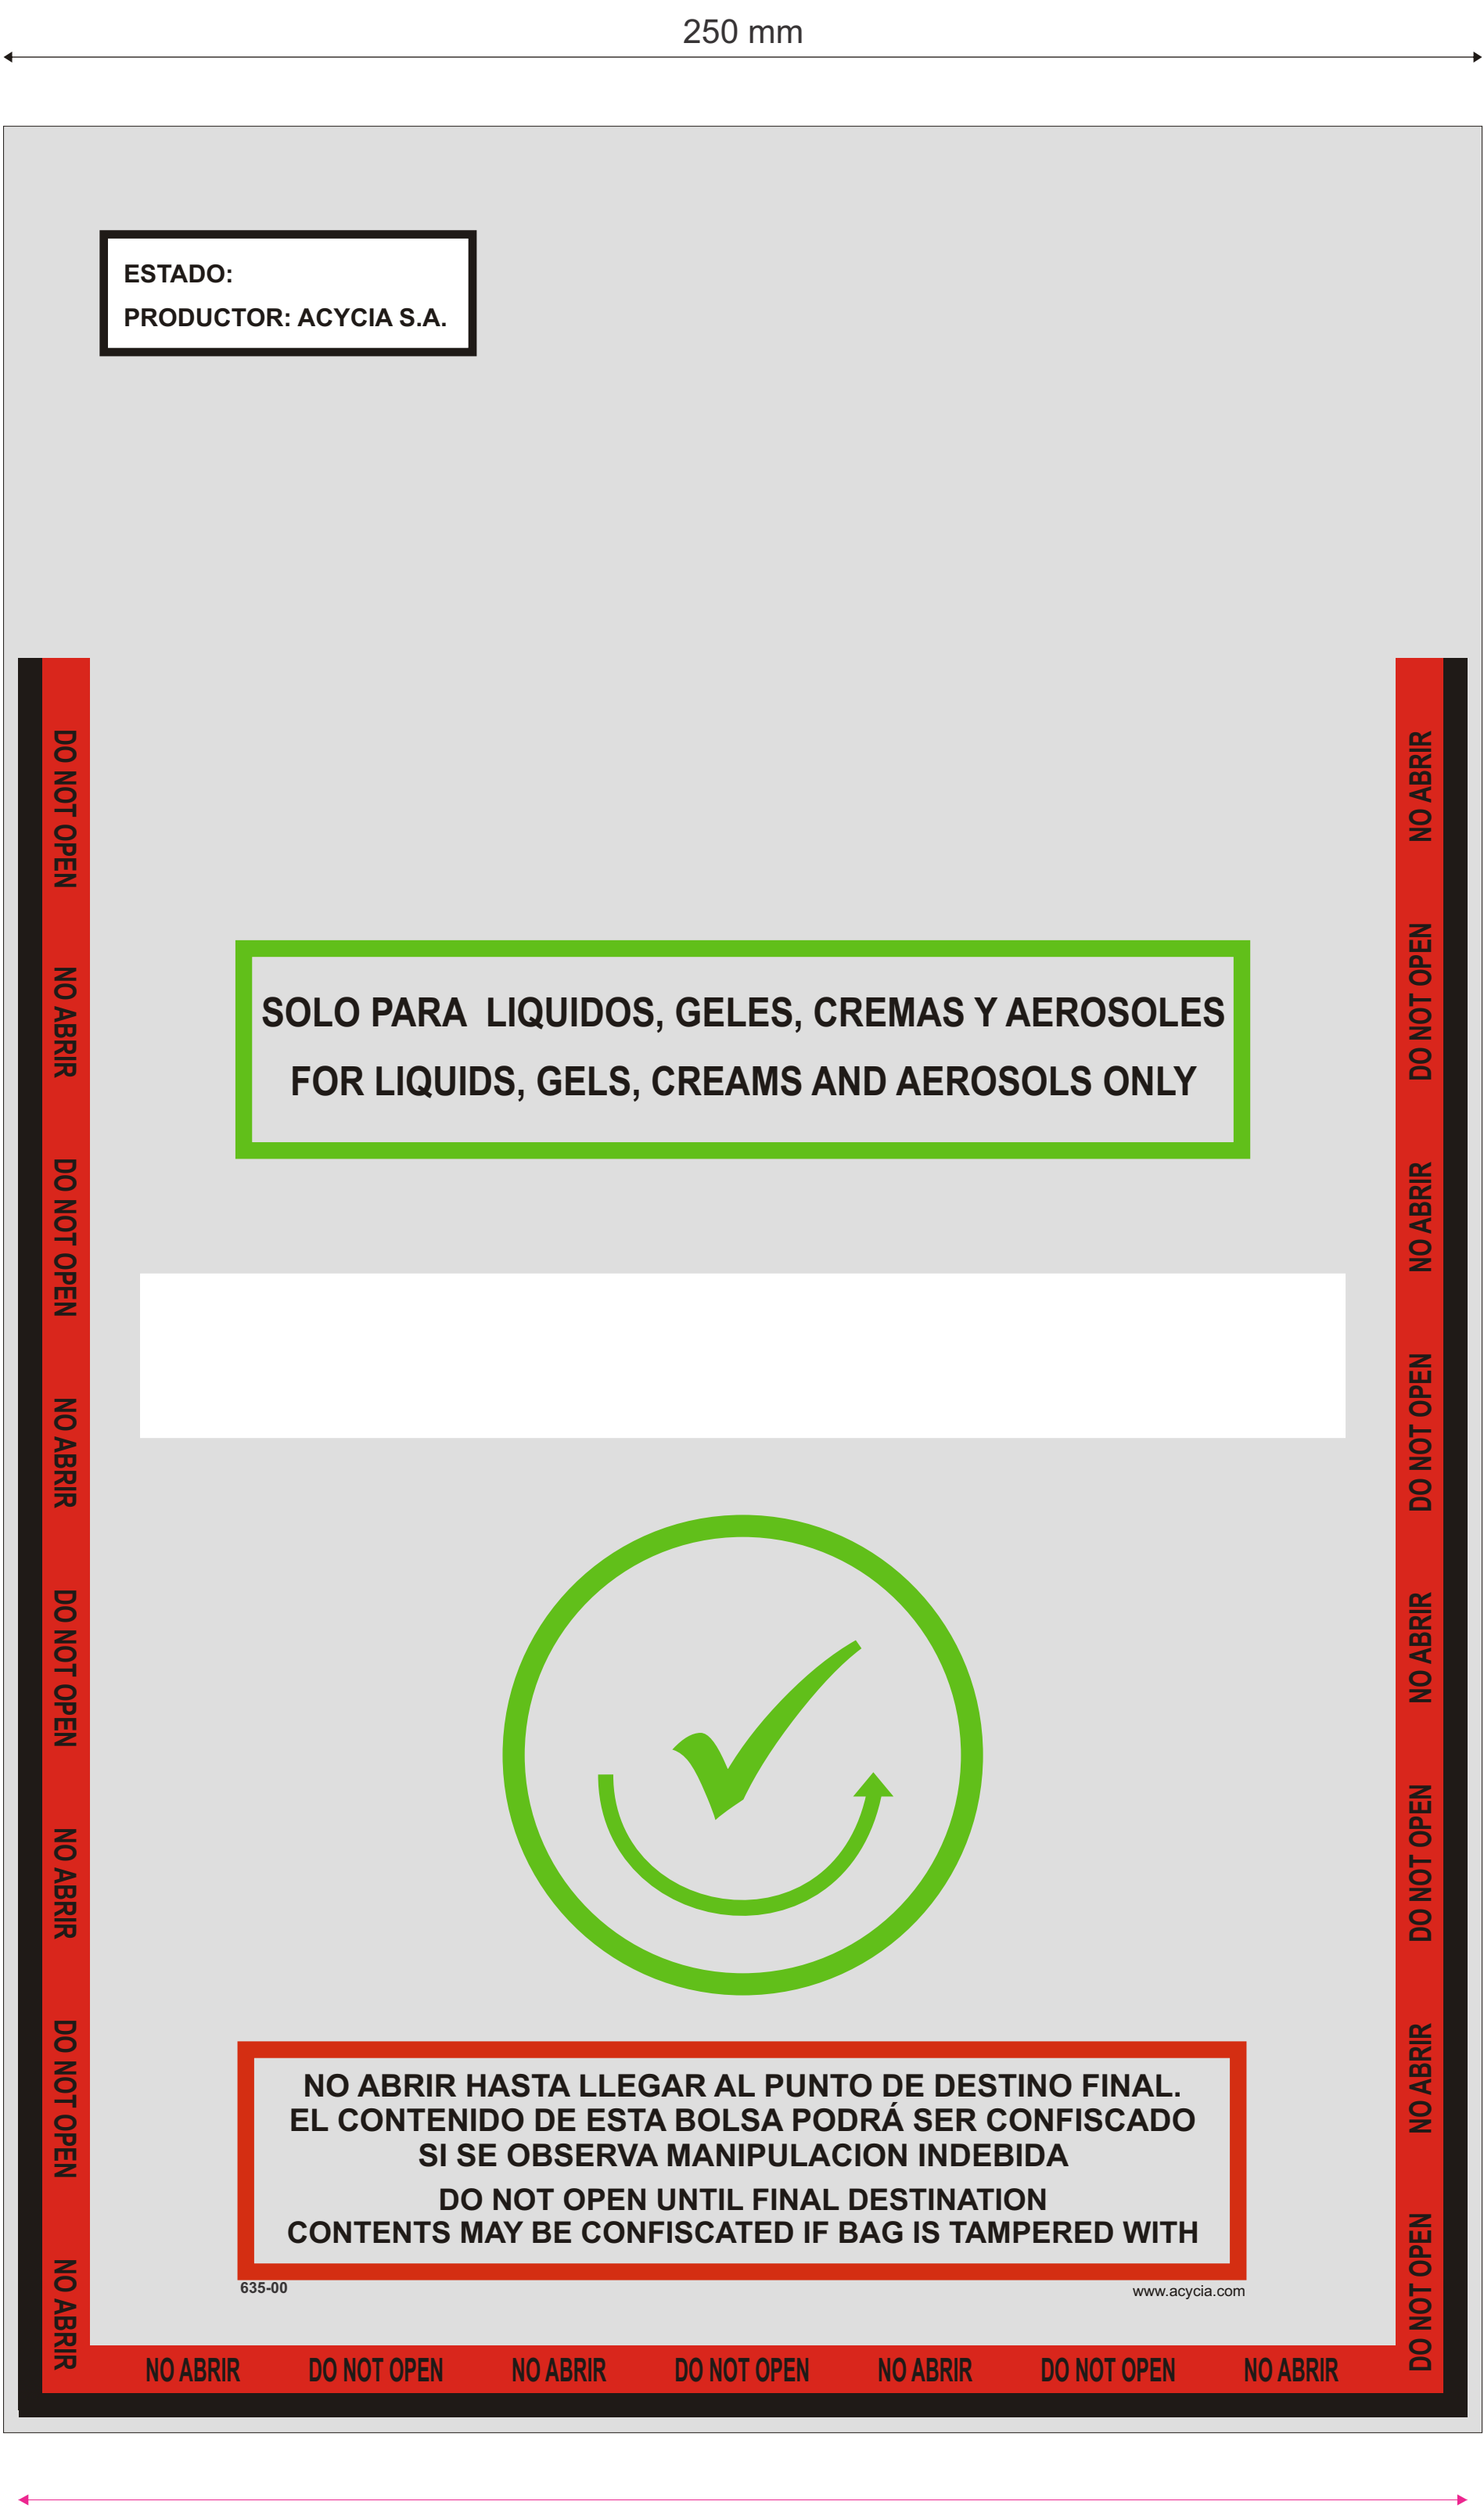 250 mm
ESTADO:
PRODUCTOR: ACYCIA S.A.
DO NOT OPEN
NO ABRIR
DO NOT OPEN
NO ABRIR
DO NOT OPEN
NO ABRIR
DO NOT OPEN
NO ABRIR
SOLO PARA LIQUIDOS, GELES, CREMAS Y AEROSOLES
FOR LIQUIDS, GELS, CREAMS AND AEROSOLS ONLY
NO ABRIR HASTA LLEGAR AL PUNTO DE DESTINO FINAL.
EL CONTENIDO DE ESTA BOLSA PODRÁ SER CONFISCADO
SI SE OBSERVA MANIPULACION INDEBIDA
DO NOT OPEN UNTIL FINAL DESTINATION
CONTENTS MAY BE CONFISCATED IF BAG IS TAMPERED WITH
635-00
www.acycia.com
NO ABRIR
DO NOT OPEN
NO ABRIR
DO NOT OPEN
NO ABRIR
DO NOT OPEN
NO ABRIR
DO NOT OPEN
NO ABRIR DO NOT OPEN NO ABRIR DO NOT OPEN NO ABRIR DO NOT OPEN NO ABRIR